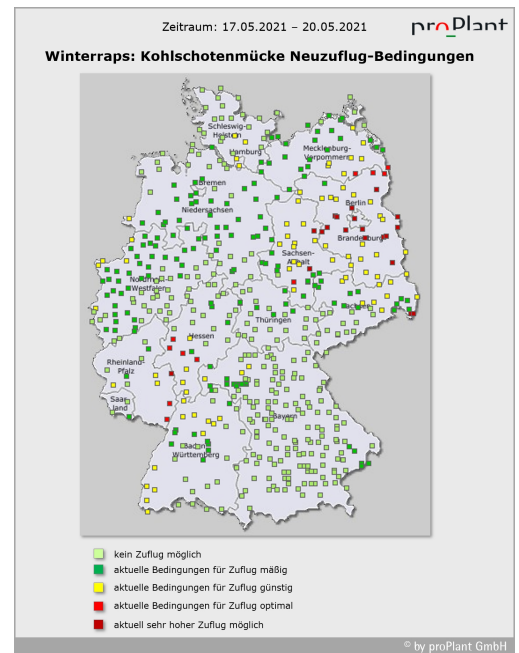 Zeitraum: 17.05.2021 – 20.05.2021
proPlant
Winterraps: Kohlschotenmücke Neuzuflug-Bedingungen
Schleswig-
Holstein
Hamburg
Mecklenburg-
Vorpommern
Bremen
Niedersachsen
Berlin
Brandenburg
Sachsen-
Anhalt
Nordrhein-
Westfalen
Sachsen
Thüringen
Hessen
Rheinland-
Pfalz
Saar-
land
Bayern
Baden-
Württemberg
kein Zuflug möglich
aktuelle Bedingungen für Zuflug mäßig
aktuelle Bedingungen für Zuflug günstig
aktuelle Bedingungen für Zuflug optimal
aktuell sehr hoher Zuflug möglich
© by proPlant GmbH